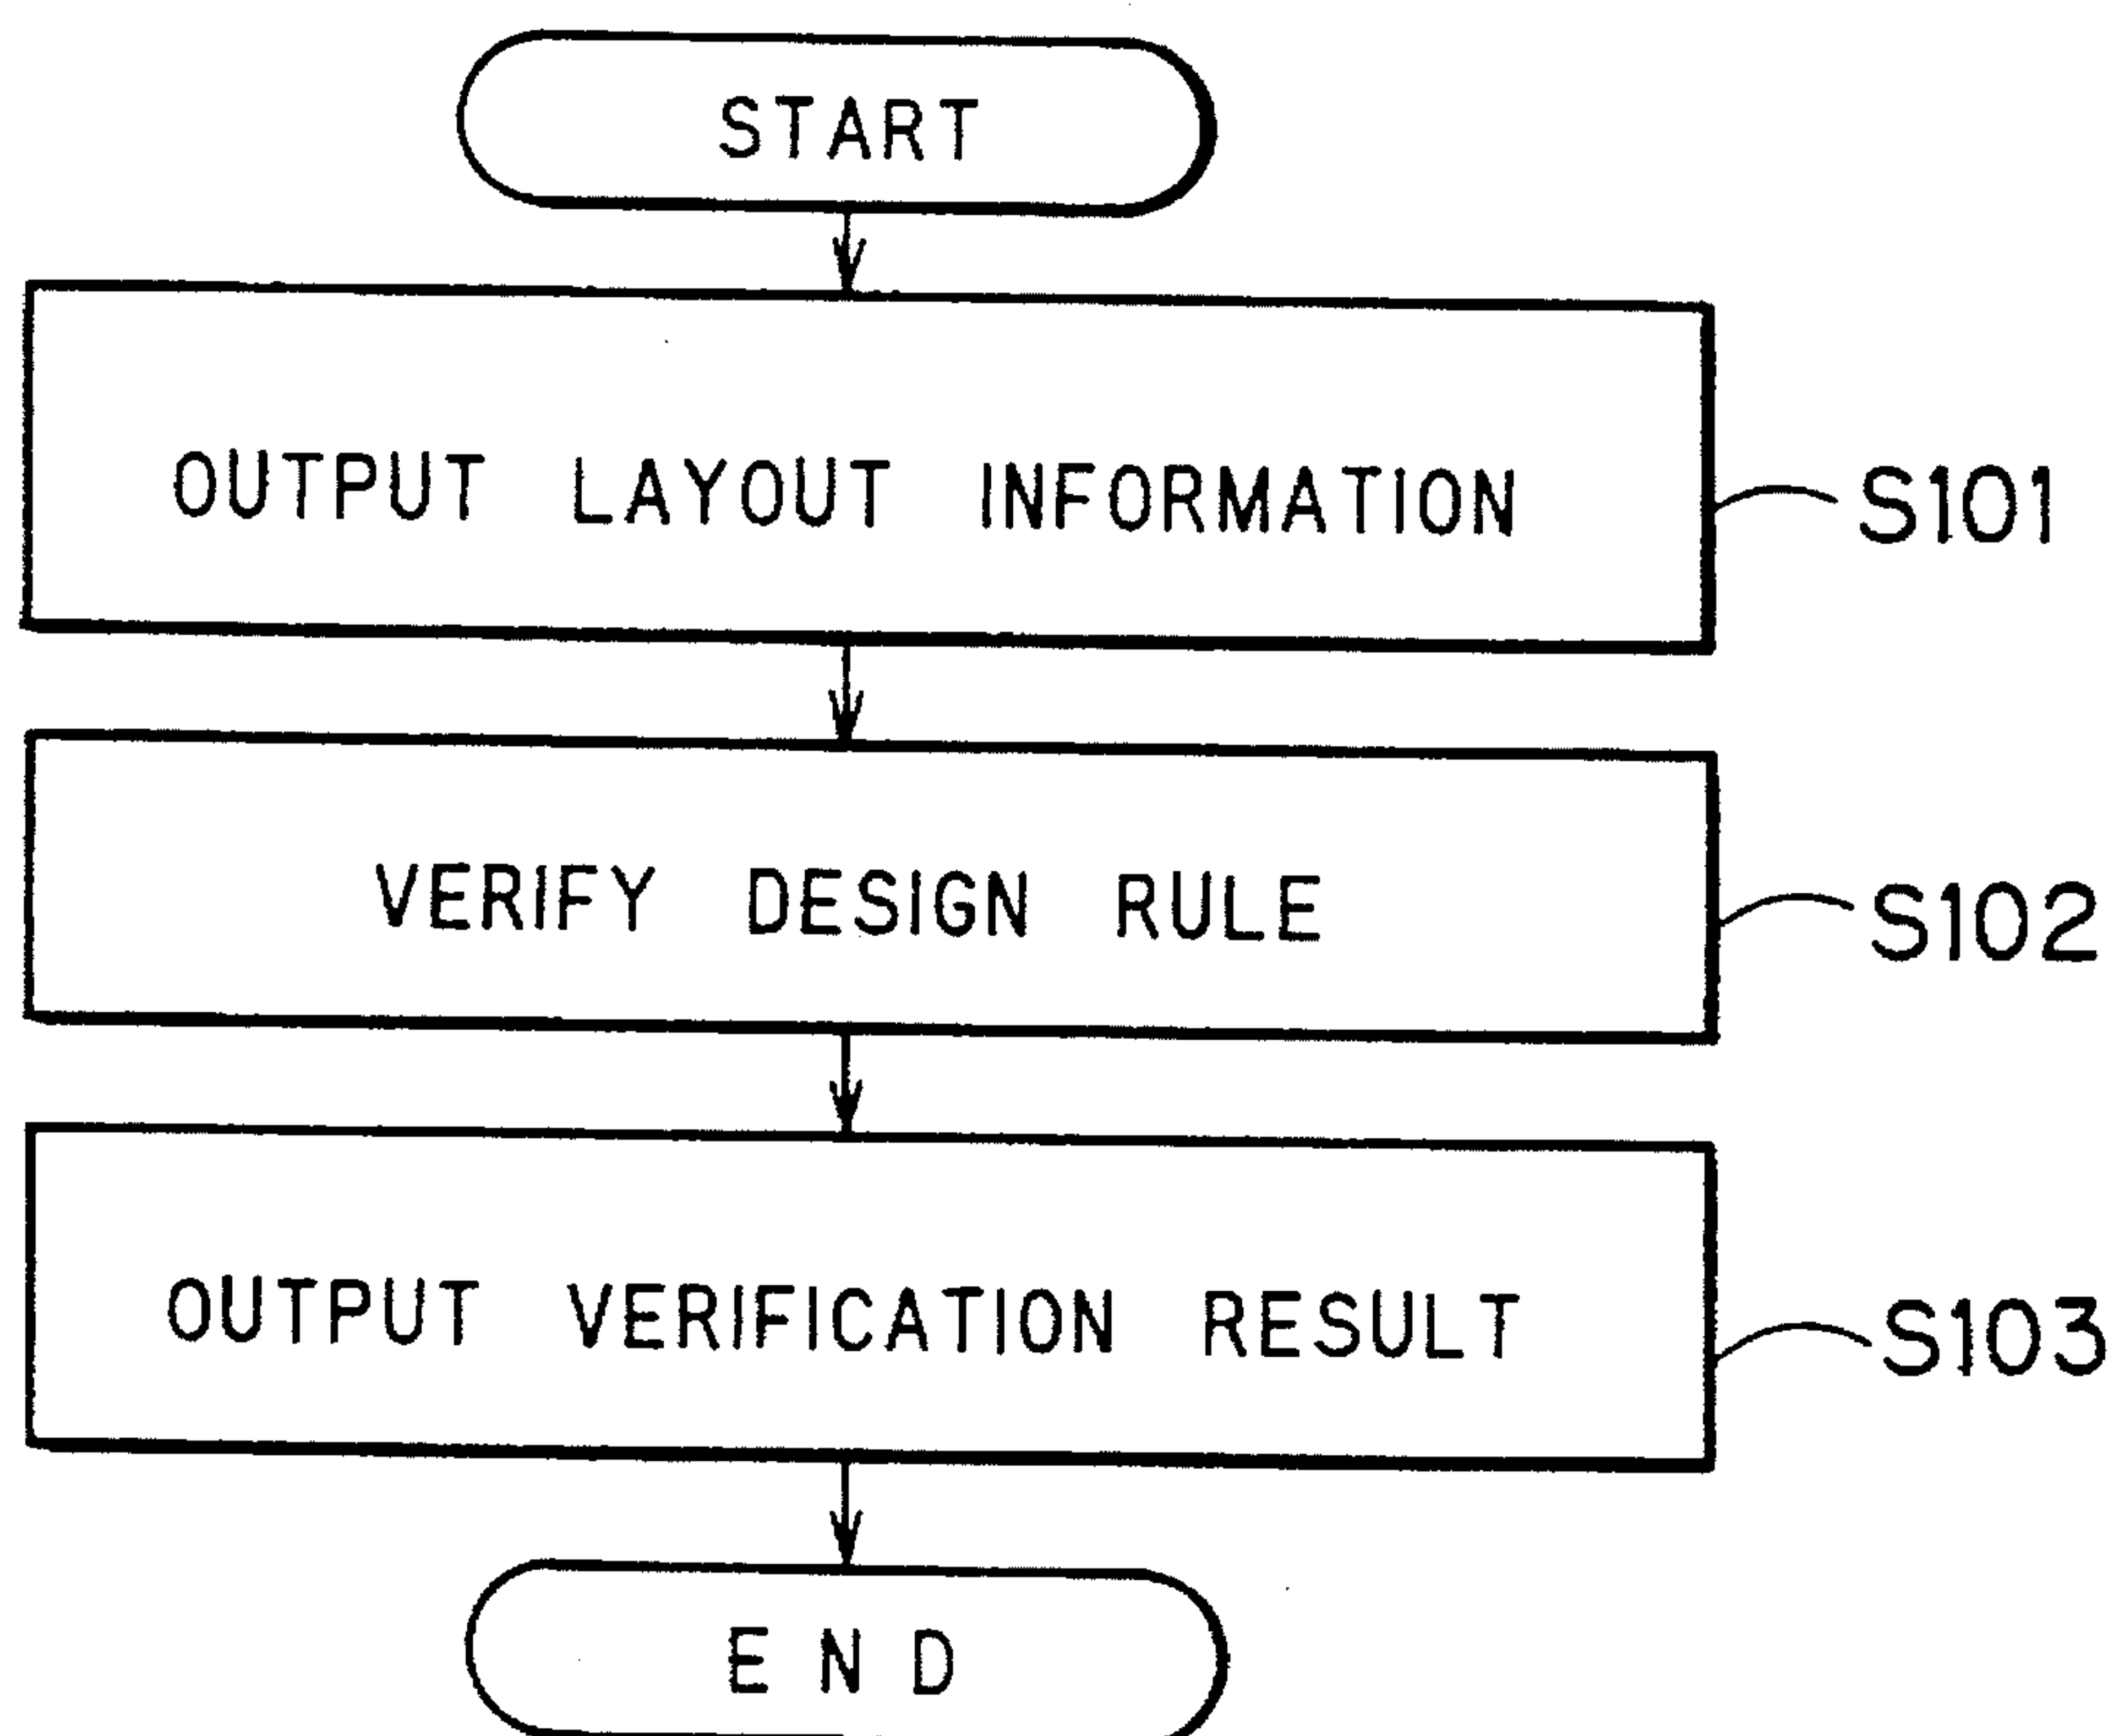 START
OUTPUT LAYOUT INFORMATION
S101
VERIFY DESIGN RULE
S102
OUTPUT VERIFICATION RESULT
S103
END